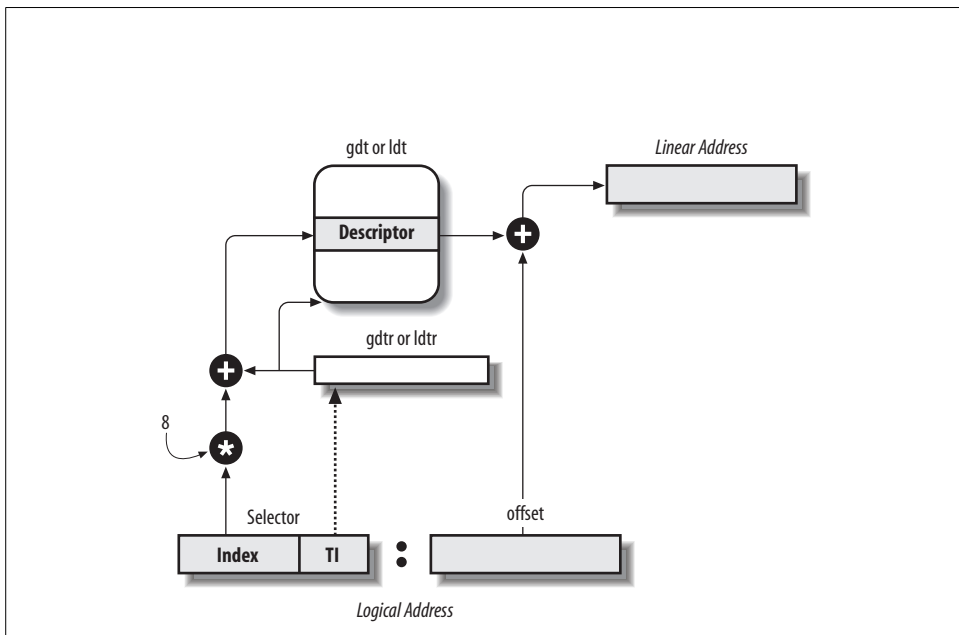 gdt or ldt
Linear Address
Descriptor
+
gdtr or ldtr
+
8
*
Selector
offset
Index
TI
:
Logical Address